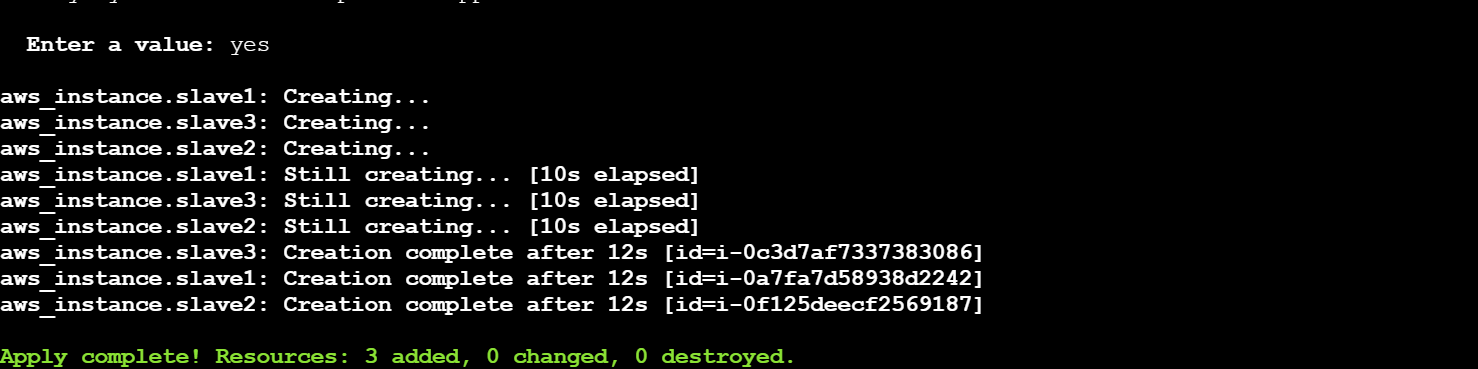 Enter a value: yes
aws_instance.slave1: Creating...
aws_instance.slave3: Creating...
aws_instance.slave2: Creating...
aws_instance.slave1: Still creating... [10s elapsed]
aws_instance.slave3: Still creating... [10s elapsed]
aws_instance.slave2: Still creating... [10s elapsed]
aws_instance.slave3: Creation complete after 12s [id=i-0c3d7af7337383086]
aws_instance.slave1: Creation complete after 12s [id=i-0a7fa7d58938d2242]
aws_instance.slave2: Creation complete after 12s [id=i-0f125deecf2569187]
Apply complete! Resources: 3 added, 0 changed, 0 destroyed.